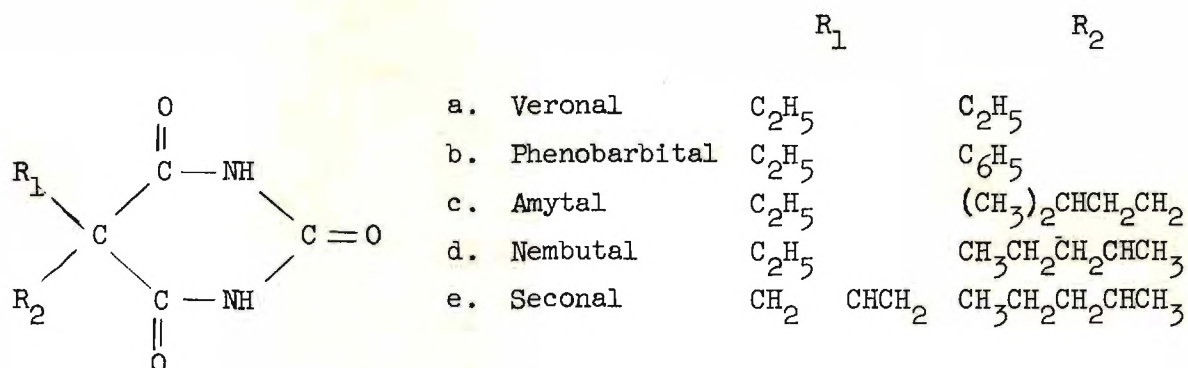 R₁ R₂
O
a. Veronal C₂H₅ C₂H₅
R₁ C — NH b. Phenobarbital C₂H₅ C₆H₅
c. Amytal C₂H₅ (CH₃)₂CHCH₂CH₂
C C = O
d. Nembutal C₂H₅ CH₃CH₂CH₂CHCH₃
R₂ C — NH e. Seconal CH₂ CHCH₂ CH₃CH₂CH₂CHCH₃
O